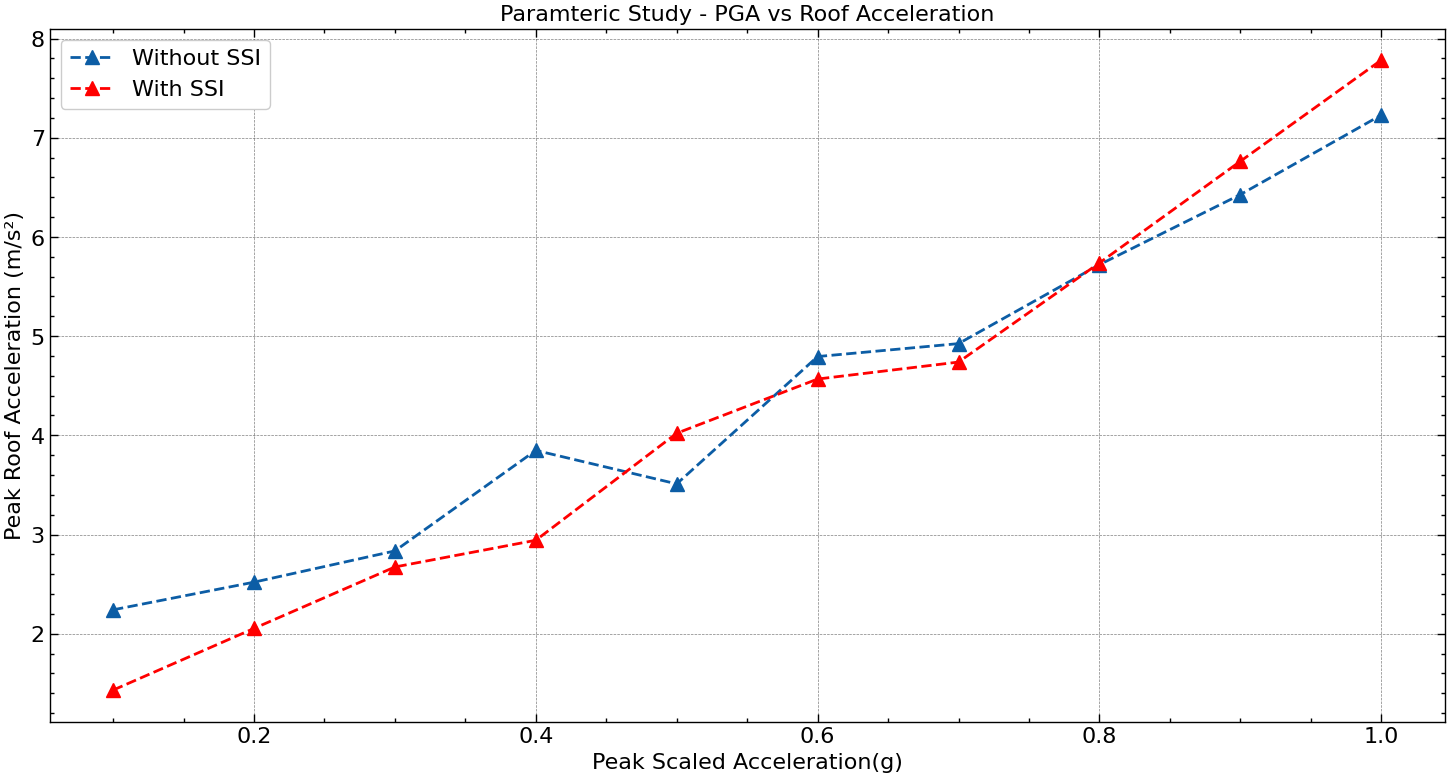 Paramteric Study - PGA vs Roof Acceleration
Without SSI
With SSI
Peak Roof Acceleration (m/s²)
8
7
6
5
4
3
2
0.2
0.4
0.6
0.8
1.0
Peak Scaled Acceleration(g)